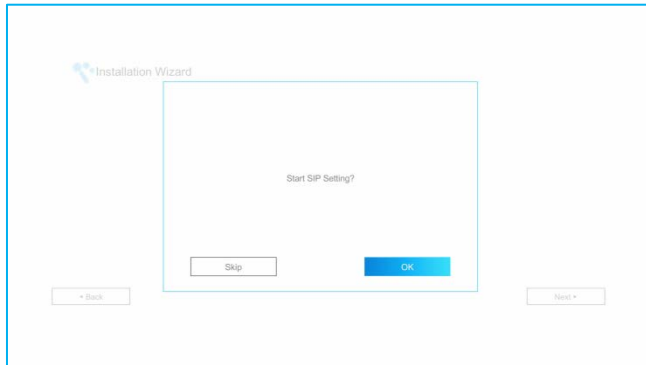 Installation Wizard
Start SIP Setting?
Skip
OK
Back
Next